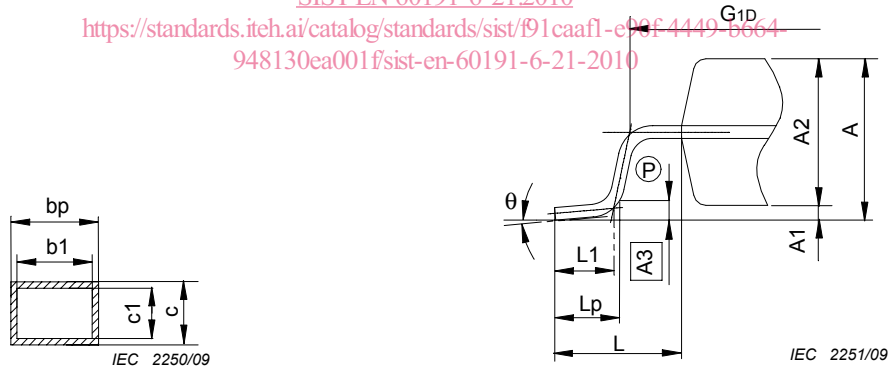 SIST EN 60191-6-21:2010
https://standards.iteh.ai/catalog/standards/sist/f91caaf1-e90f-4449-b664-
948130ea001f/sist-en-60191-6-21-2010
G1D
A2
A
P
θ
A1
L1
A3
Lp
L
bp
b1
c1
c
IEC 2250/09
IEC 2251/09